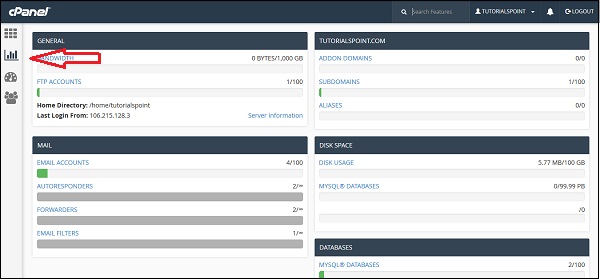 cPanel
Search Features
TUTORIALSPOINT
LOGOUT
GENERAL
BANDWIDTH 0 BYTES/1,000 GB
FTP ACCOUNTS 1/100
Home Directory: /home/tutorialspoint
Last Login From: 106.215.128.3 Server Information
MAIL
EMAIL ACCOUNTS 4/100
AUTORESPONDERS 2/∞
FORWARDERS 2/∞
EMAIL FILTERS 1/∞
TUTORIALSPOINT.COM
ADDON DOMAINS 0/0
SUBDOMAINS 1/100
ALIASES 0/0
DISK SPACE
DISK USAGE 5.77 MB/100 GB
MYSQL® DATABASES 0/99.99 PB
/0
DATABASES
MYSQL® DATABASES 2/100